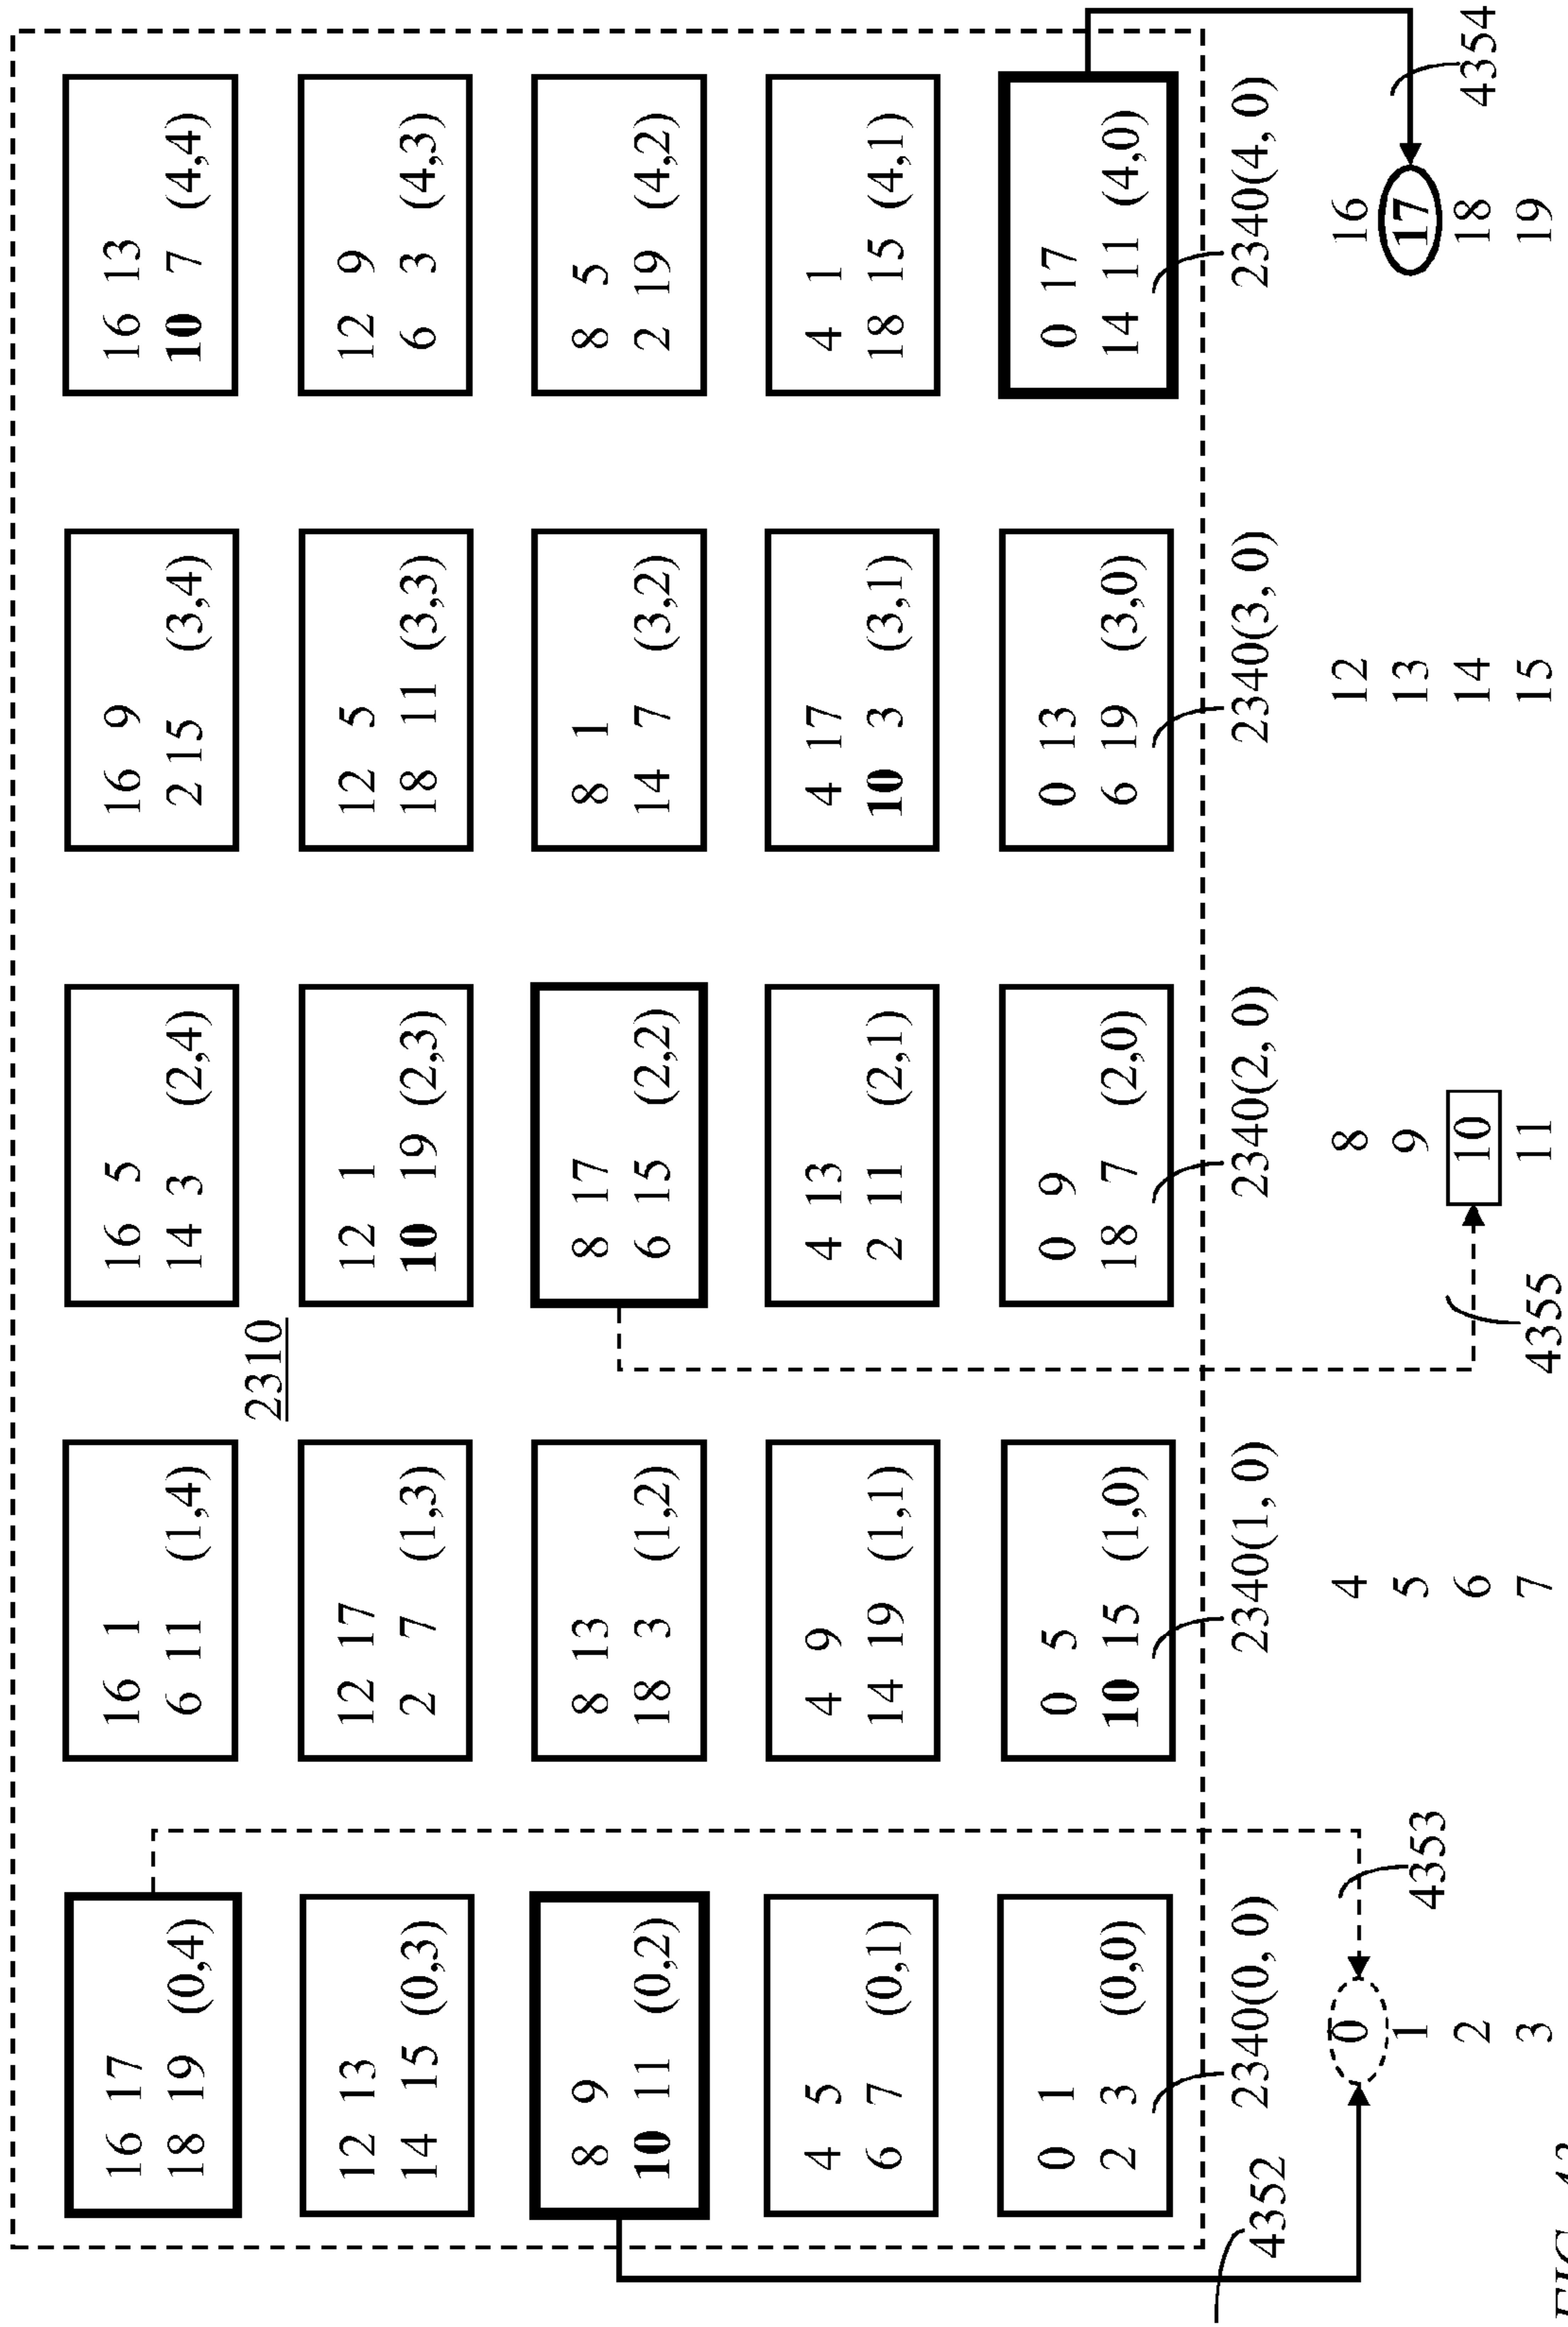 16 17 16 1 16 5 16 9 16 13
18 19 (0,4) 6 11 (1,4) 14 3 (2,4) 2 15 (3,4) 10 7 (4,4)
2310
12 13 12 17 12 1 12 5 12 9
14 15 (0,3) 2 7 (1,3) 10 19 (2,3) 18 11 (3,3) 6 3 (4,3)
8 9 8 13 8 17 8 1 8 5
10 11 (0,2) 18 3 (1,2) 6 15 (2,2) 14 7 (3,2) 2 19 (4,2)
4 5 4 9 4 13 4 17 4 1
6 7 (0,1) 14 19 (1,1) 2 11 (2,1) 10 3 (3,1) 18 15 (4,1)
0 1 0 5 0 9 0 13 0 17
2 3 (0,0) 10 15 (1,0) 18 7 (2,0) 6 19 (3,0) 14 11 (4,0)
4352 2340(0, 0) 2340(1, 0) 2340(2, 0) 2340(3, 0) 2340(4, 0)
0 4 8 12 16
1 4353 5 9 13 17
2 6 10 14 18 4354
3 7 4355 11 15 19